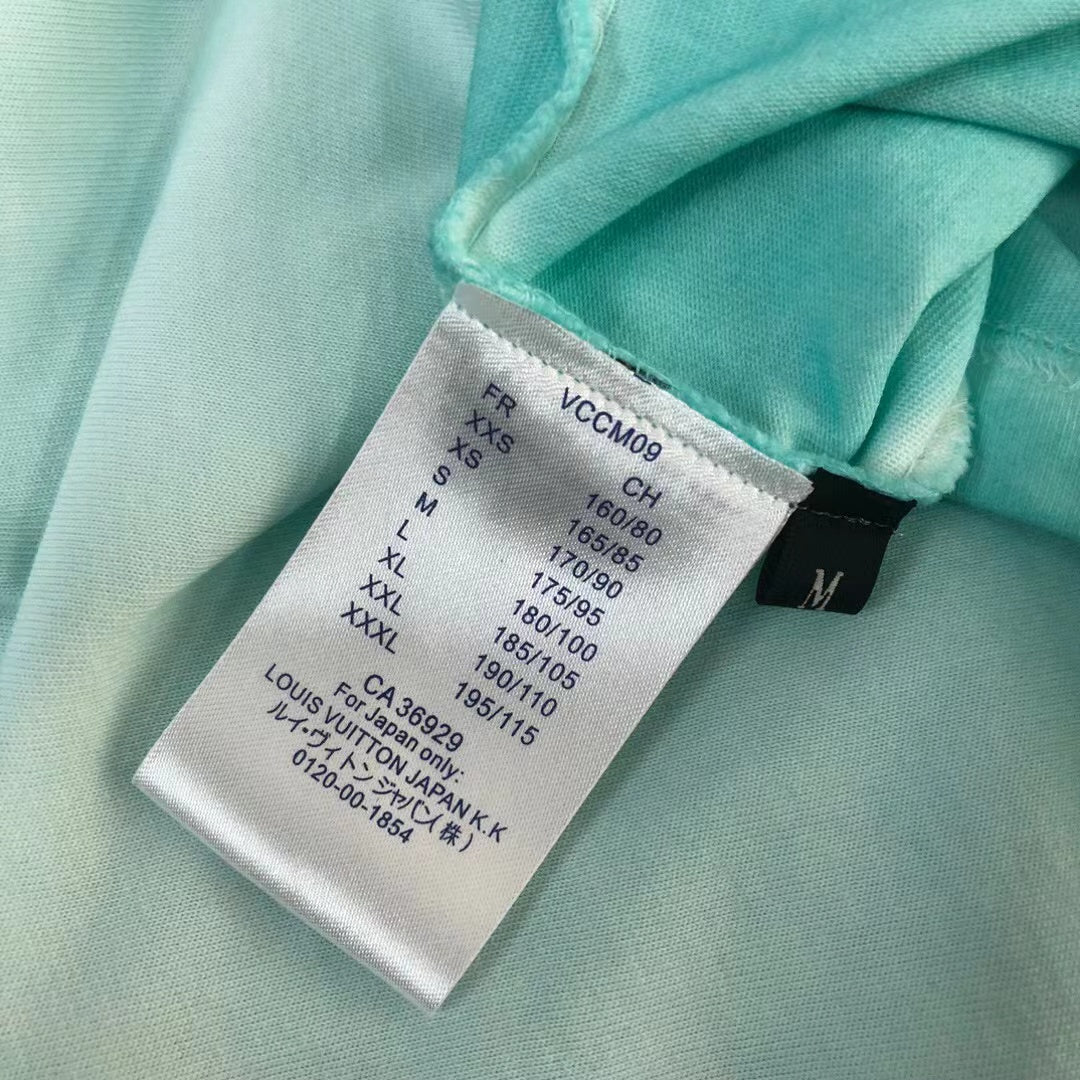 VCCM09
FR CH
XXS 160/80
XS 165/85
S 170/90
M 175/95
L 180/100
XL 185/105
XXL 190/110
XXXL 195/115
CA 36929
For Japan only:
LOUIS VUITTON JAPAN K.K
ルイ・ヴィトン ジャパン(株)
0120-00-1854
M